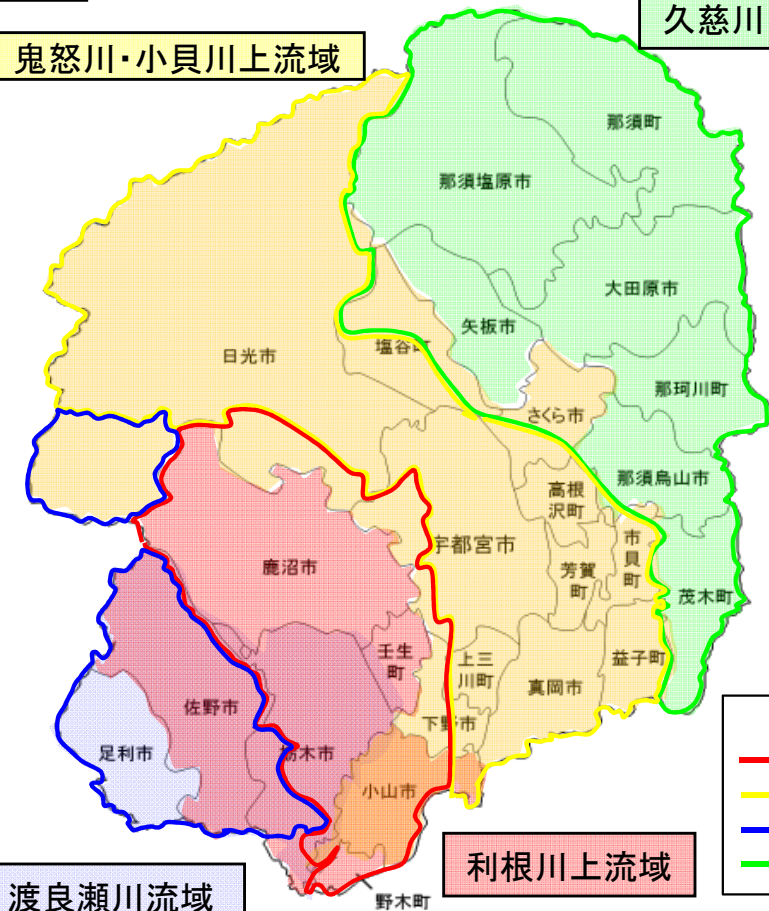 久慈川
鬼怒川・小貝川上流域
那須町
那須塩原市
大田原市
矢板市
塩谷町
日光市
那珂川町
さくら市
那須烏山市
高根
沢町
宇都宮市
市
貝
町
鹿沼市
芳賀
町
茂木町
壬生
町
上三
川町
益子町
真岡市
佐野市
下野市
足利市
栃木市
小山市
利根川上流域
渡良瀬川流域
野木町